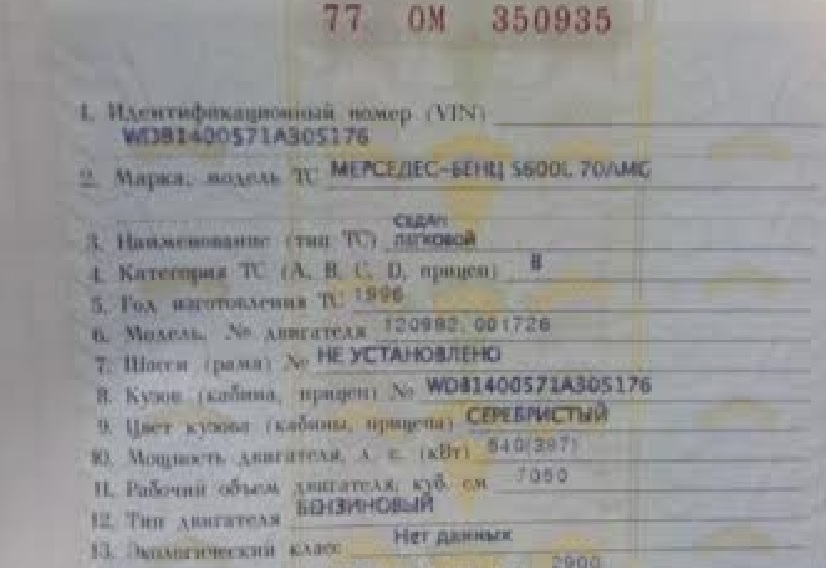 77 ОМ 350935
1. Идентификационный номер (VIN)
WDB1400571A305176
2. Марка, модель ТС МЕРСЕДЕС-БЕНЦ S600L 70AMG
СЕДАН
3. Наименование (тип ТС) ЛЕГКОВОЙ
4. Категория ТС (А, В, С, D, прицеп) В
5. Год изготовления ТС 1996
6. Модель, № двигателя 120982, 001726
7. Шасси (рама) № НЕ УСТАНОВЛЕНО
8. Кузов (кабина, прицеп) № WDB1400571A305176
9. Цвет кузова (кабины, прицепа) СЕРЕБРИСТЫЙ
10. Мощность двигателя, л. с. (кВт) 540(397)
11. Рабочий объем двигателя, куб. см 7050
12. Тип двигателя БЕНЗИНОВЫЙ
13. Экологический класс Нет данных
2900